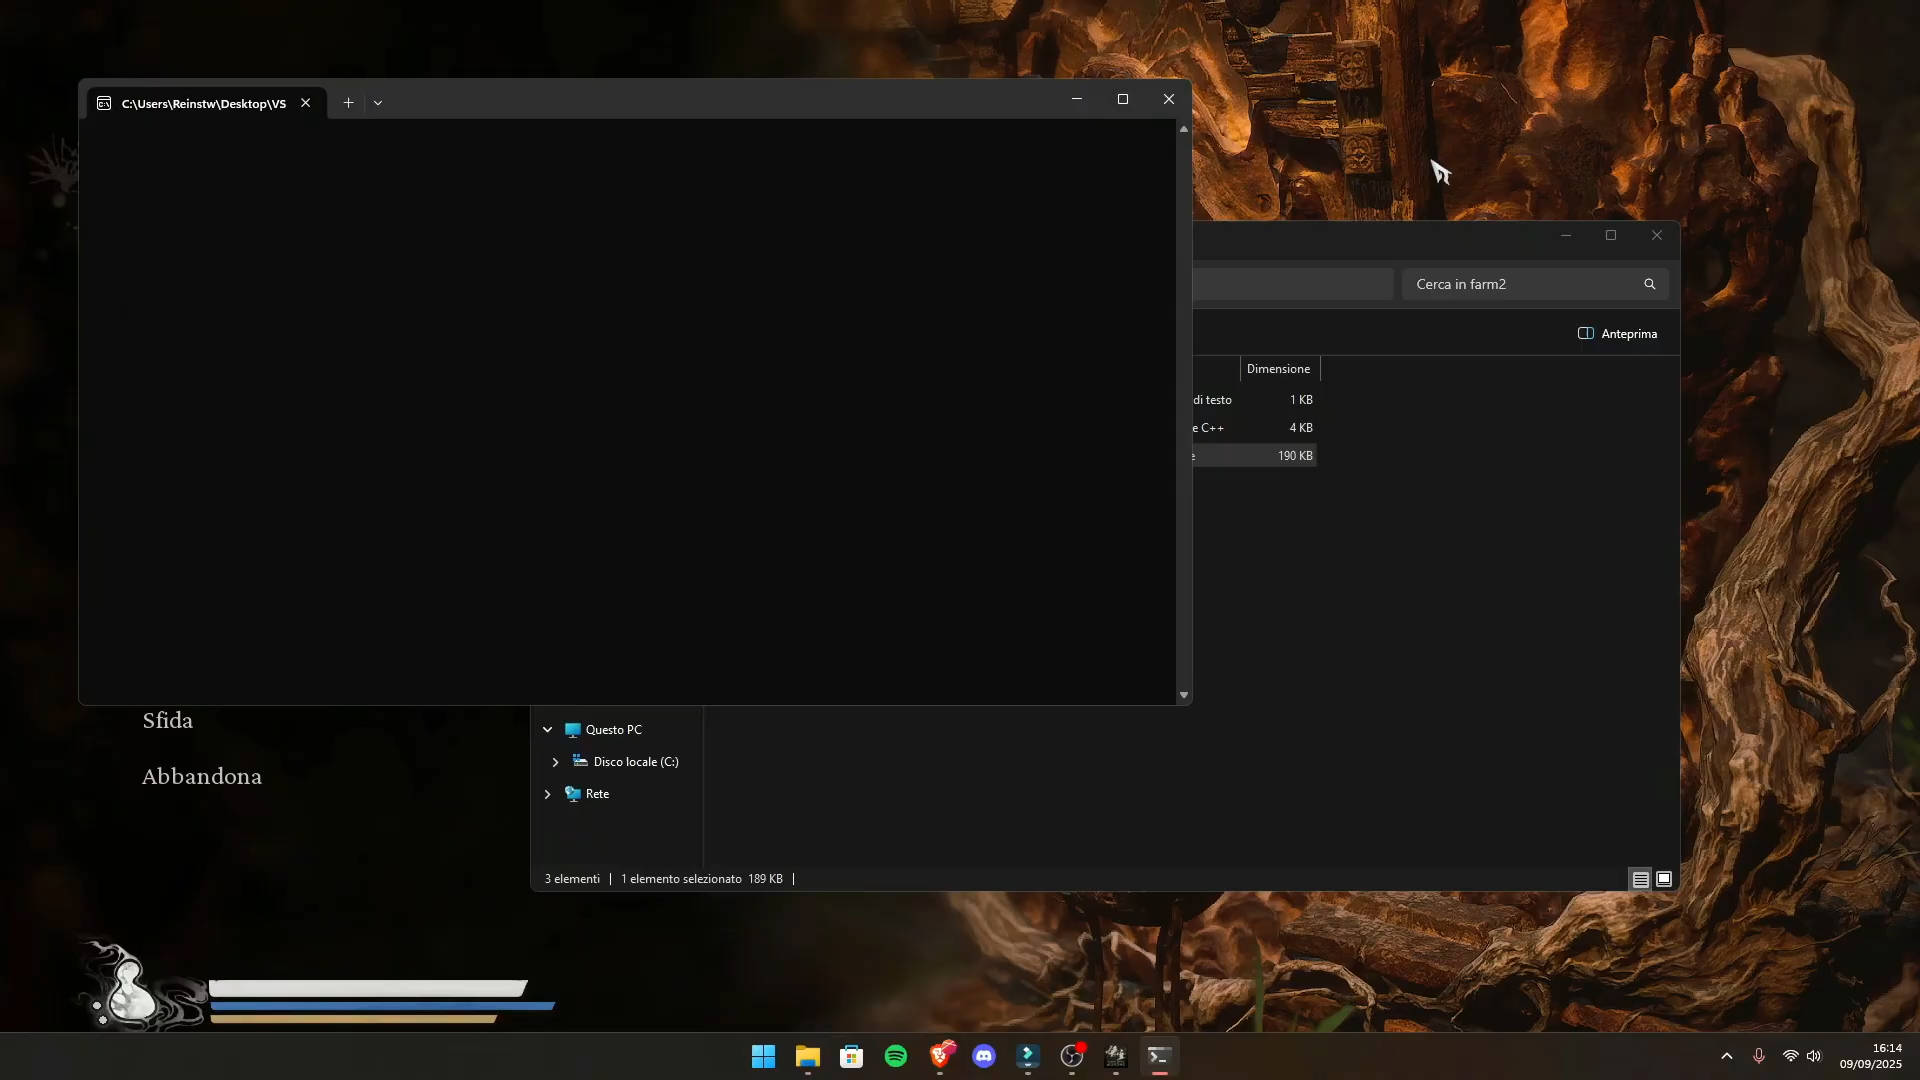 C:\Users\Reinstw\Desktop\VS
Cerca in farm2
Anteprima
Dimensione
di testo 1 KB
e C++ 4 KB
e 190 KB
Sfida
Abbandona
Questo PC
Disco locale (C:)
Rete
3 elementi | 1 elemento selezionato 189 KB |
16:14
09/09/2025